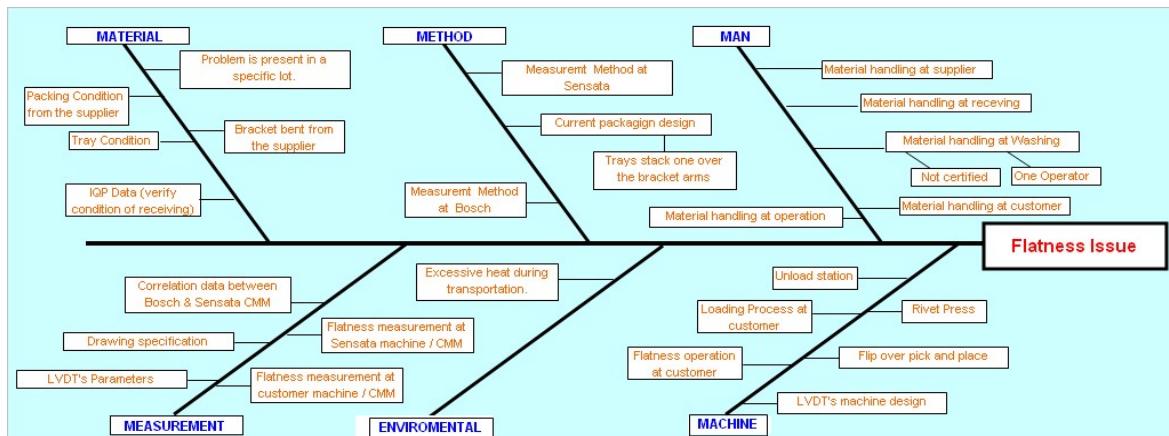 MATERIAL
METHOD
MAN
Problem is present in a
specific lot.
Packing Condition
from the supplier
Tray Condition
Bracket bent from
the supplier
IQP Data (verify
condition of receiving)
Measuremt Method at
Sensata
Current packagign design
Trays stack one over
the bracket arms
Measuremt Method
at Bosch
Material handling at supplier
Material handling at receving
Material handling at Washing
Not certified
One Operator
Material handling at customer
Material handling at operation
Flatness Issue
Correlation data between
Bosch & Sensata CMM
Drawing specification
Flatness measurement at
Sensata machine / CMM
LVDT's Parameters
Flatness measurement at
customer machine / CMM
Excessive heat during
transportation.
Unload station
Loading Process at
customer
Rivet Press
Flatness operation
at customer
Flip over pick and place
LVDT's machine design
MEASUREMENT
ENVIROMENTAL
MACHINE